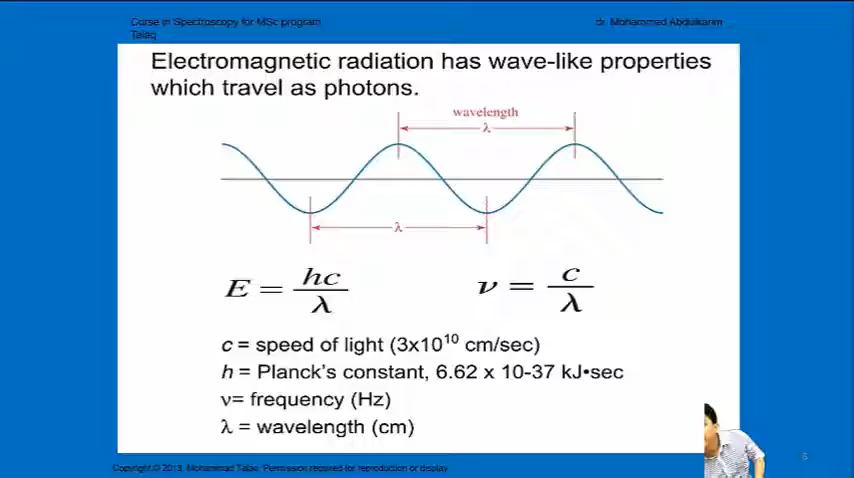 Curse in Spectroscopy for MSc program
Talaq
dr. Mohammed Abdulkarim
Electromagnetic radiation has wave-like properties
which travel as photons.
wavelength
λ
λ
E = hc/λ
ν = c/λ
c = speed of light (3x10¹⁰ cm/sec)
h = Planck's constant, 6.62 x 10-37 kJ•sec
ν= frequency (Hz)
λ = wavelength (cm)
Copyright © 2013, Mohammad Talaq. Permission required for reproduction or display